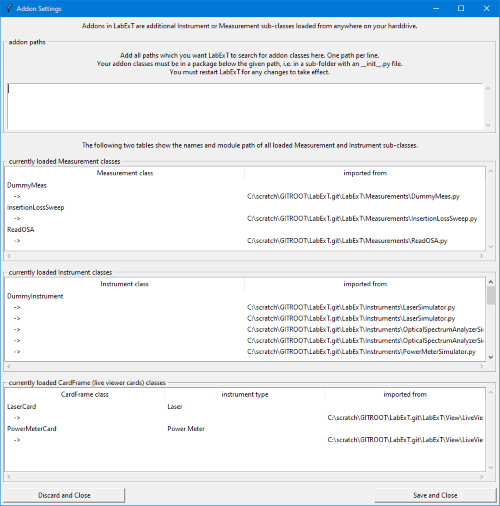 Addon Settings
Addons in LabExT are additional Instrument or Measurement sub-classes loaded from anywhere on your harddrive.
addon paths
Add all paths which you want LabExT to search for addon classes here. One path per line.
Your addon classes must be in a package below the given path, i.e. in a sub-folder with an __init__.py file.
You must restart LabExT for any changes to take effect.
The following two tables show the names and module path of all loaded Measurement and Instrument sub-classes.
currently loaded Measurement classes
Measurement class imported from
DummyMeas
-> C:\scratch\GITROOT\LabExT.git\LabExT\Measurements\DummyMeas.py
InsertionLossSweep
-> C:\scratch\GITROOT\LabExT.git\LabExT\Measurements\InsertionLossSweep.py
ReadOSA
-> C:\scratch\GITROOT\LabExT.git\LabExT\Measurements\ReadOSA.py
currently loaded Instrument classes
Instrument class imported from
DummyInstrument
-> C:\scratch\GITROOT\LabExT.git\LabExT\Instruments\LaserSimulator.py
-> C:\scratch\GITROOT\LabExT.git\LabExT\Instruments\LaserSimulator.py
-> C:\scratch\GITROOT\LabExT.git\LabExT\Instruments\OpticalSpectrumAnalyzerSi
-> C:\scratch\GITROOT\LabExT.git\LabExT\Instruments\OpticalSpectrumAnalyzerSi
-> C:\scratch\GITROOT\LabExT.git\LabExT\Instruments\PowerMeterSimulator.py
currently loaded CardFrame (live viewer cards) classes
CardFrame class instrument type imported from
LaserCard Laser
-> C:\scratch\GITROOT\LabExT.git\LabExT\View\LiveVie
PowerMeterCard Power Meter
-> C:\scratch\GITROOT\LabExT.git\LabExT\View\LiveVie
Discard and Close Save and Close